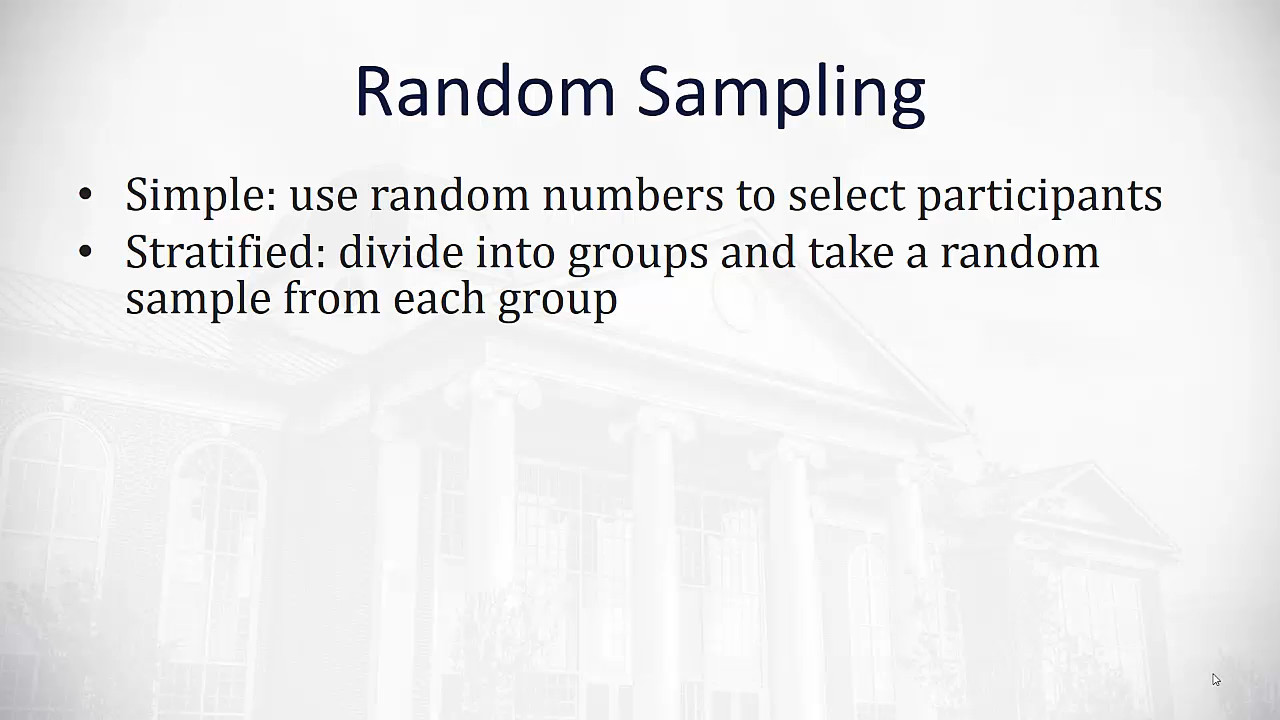 Random Sampling
• Simple: use random numbers to select participants
• Stratified: divide into groups and take a random
sample from each group